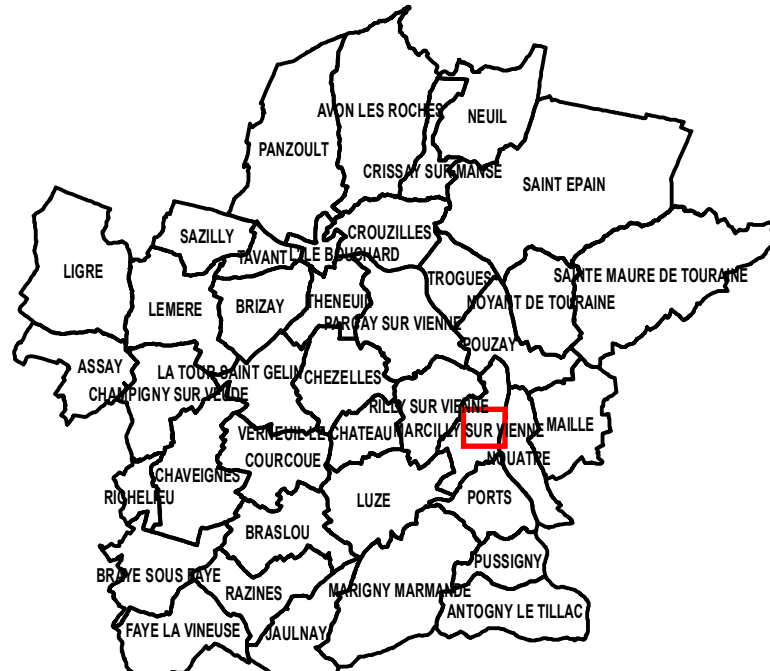 AVON LES ROCHES
NEUIL
PANZOULT
CRISSAY SUR MANSE
SAINT EPAIN
CROUZILLES
SAZILLY
TAVANT
L'ILE BOUCHARD
LIGRE
TROGUES
SAINTE MAURE DE TOURAINE
LEMERE
BRIZAY
THENEUIL
NOYANT DE TOURAINE
PARCAY SUR VIENNE
POUZAY
ASSAY
LA TOUR SAINT GELIN
CHEZELLES
CHAMPIGNY SUR VEUDE
RILLY SUR VIENNE
VERNEUIL LE CHATEAU
MARCILLY SUR VIENNE
MAILLE
COURCOUE
NOUATRE
CHAVEIGNES
RICHELIEU
LUZE
PORTS
BRASLOU
PUSSIGNY
BRAYE SOUS FAYE
RAZINES
MARIGNY MARMANDE
ANTOGNY LE TILLAC
FAYE LA VINEUSE
JAULNAY